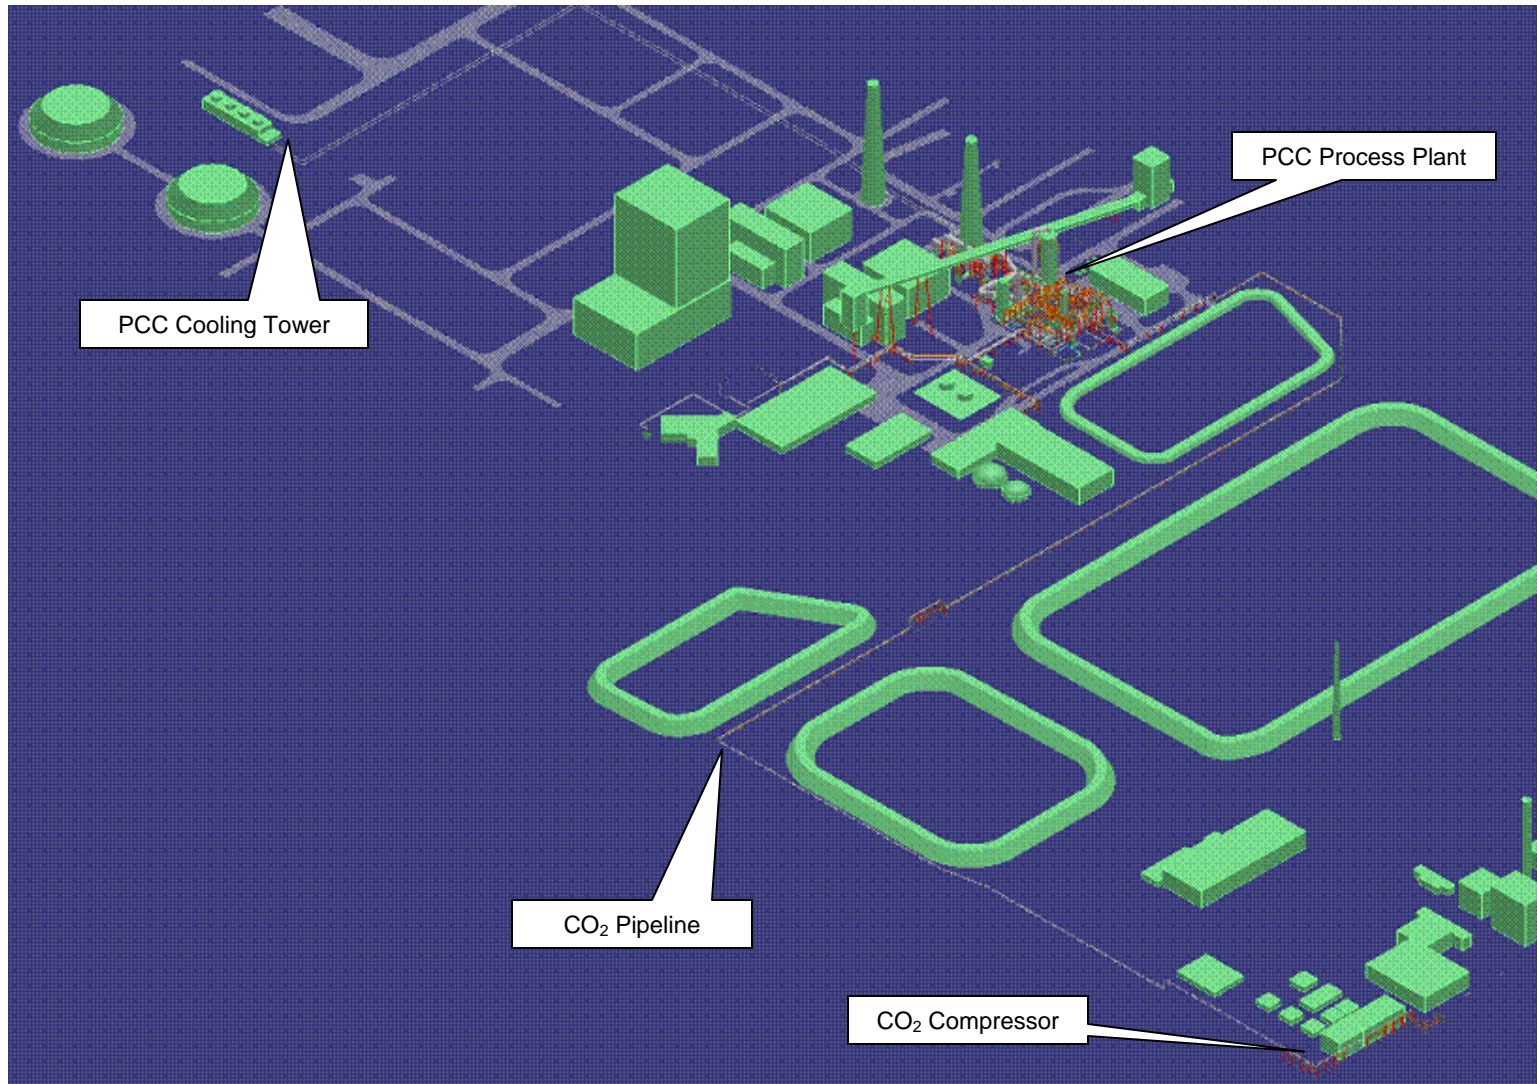 PCC Process Plant
PCC Cooling Tower
CO₂ Pipeline
CO₂ Compressor